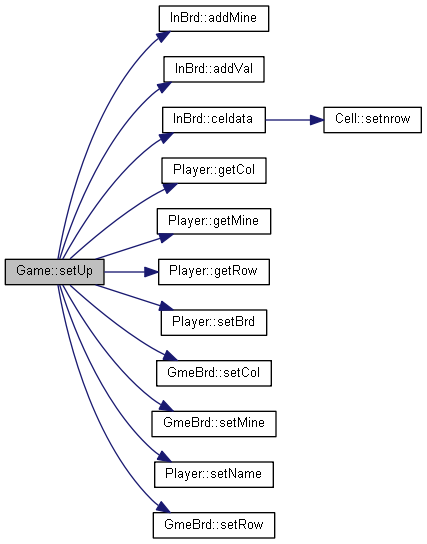 InBrd::addMine
InBrd::addVal
InBrd::celdata
Cell::setnrow
Player::getCol
Player::getMine
Game::setUp
Player::getRow
Player::setBrd
GmeBrd::setCol
GmeBrd::setMine
Player::setName
GmeBrd::setRow